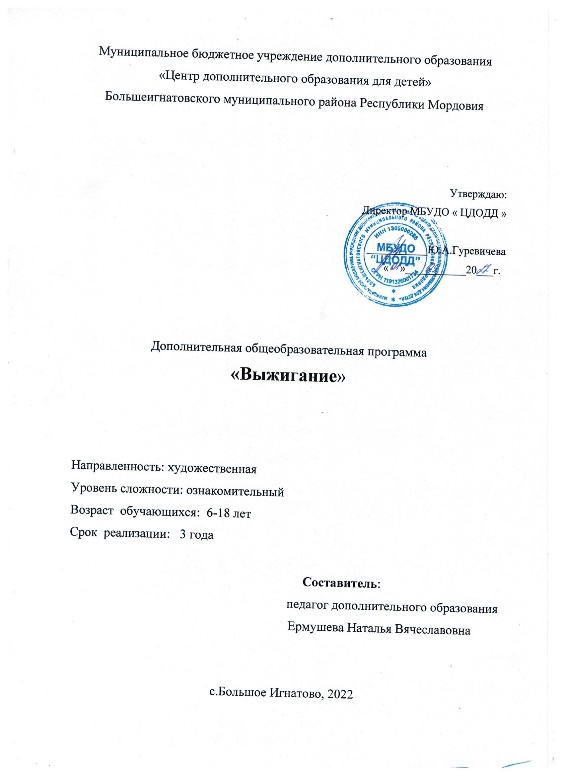 Муниципальное бюджетное учреждение дополнительного образования
«Центр дополнительного образования для детей»
Большеигнатовского муниципального района Республики Мордовия
Утверждаю:
Директор МБУДО « ЦДОДД »
Ю.А.Гуревичева
«    »             20    г.
МБУДО
"ЦДОДД"
Дополнительная общеобразовательная программа
«Выжигание»
Направленность: художественная
Уровень сложности: ознакомительный
Возраст  обучающихся:  6-18 лет
Срок  реализации:   3 года
Составитель:
педагог дополнительного образования
Ермушева Наталья Вячеславовна
с.Большое Игнатово, 2022